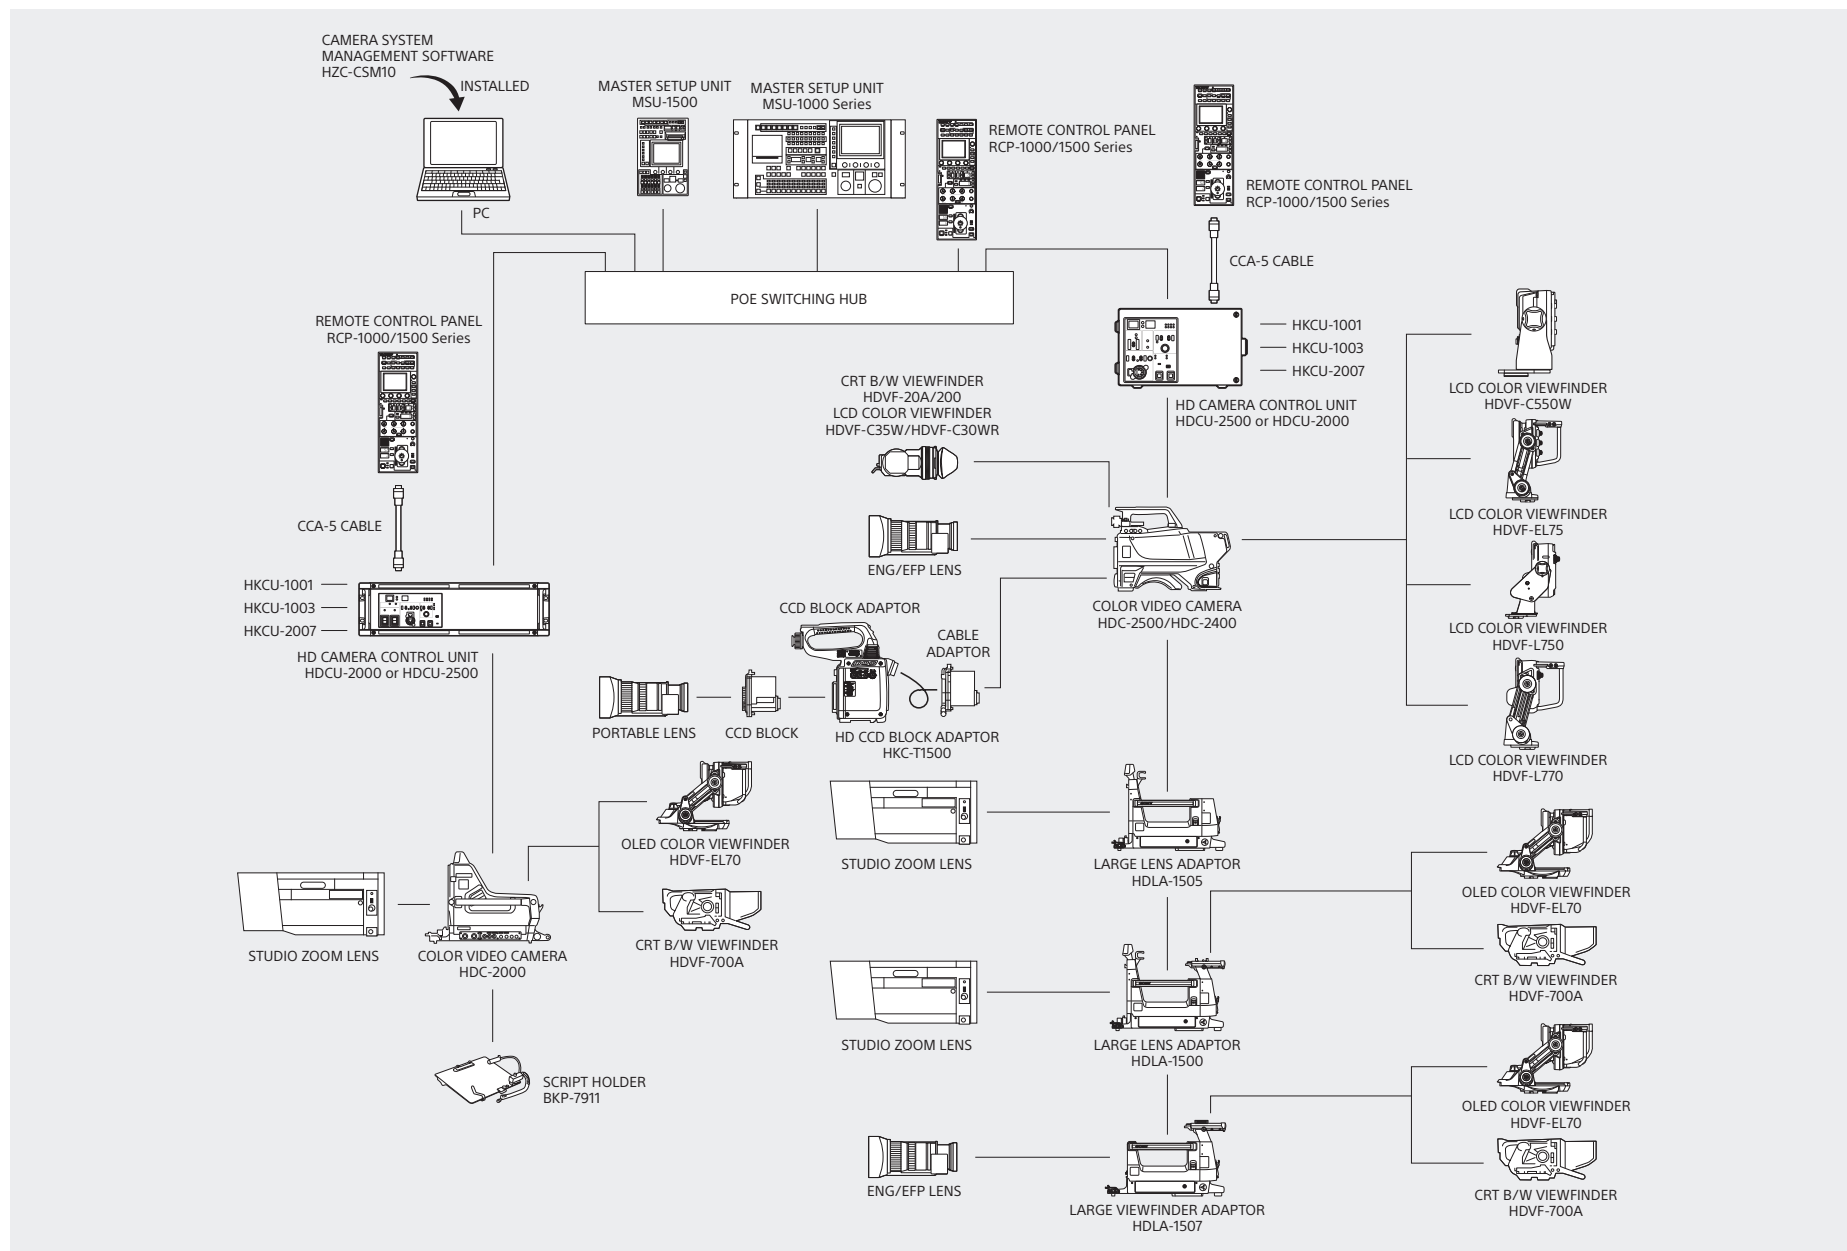 CAMERA SYSTEM
MANAGEMENT SOFTWARE
HZC-CSM10
INSTALLED
PC
MASTER SETUP UNIT
MSU-1500
MASTER SETUP UNIT
MSU-1000 Series
REMOTE CONTROL PANEL
RCP-1000/1500 Series
REMOTE CONTROL PANEL
RCP-1000/1500 Series
CCA-5 CABLE
POE SWITCHING HUB
REMOTE CONTROL PANEL
RCP-1000/1500 Series
CCA-5 CABLE
HKCU-1001
HKCU-1003
HKCU-2007
HD CAMERA CONTROL UNIT
HDCU-2000 or HDCU-2500
HKCU-1001
HKCU-1003
HKCU-2007
HD CAMERA CONTROL UNIT
HDCU-2500 or HDCU-2000
CRT B/W VIEWFINDER
HDVF-20A/200
LCD COLOR VIEWFINDER
HDVF-C35W/HDVF-C30WR
ENG/EFP LENS
COLOR VIDEO CAMERA
HDC-2500/HDC-2400
LCD COLOR VIEWFINDER
HDVF-C550W
LCD COLOR VIEWFINDER
HDVF-EL75
LCD COLOR VIEWFINDER
HDVF-L750
LCD COLOR VIEWFINDER
HDVF-L770
CCD BLOCK ADAPTOR
CABLE
ADAPTOR
PORTABLE LENS
CCD BLOCK
HD CCD BLOCK ADAPTOR
HKC-T1500
OLED COLOR VIEWFINDER
HDVF-EL70
CRT B/W VIEWFINDER
HDVF-700A
STUDIO ZOOM LENS
COLOR VIDEO CAMERA
HDC-2000
SCRIPT HOLDER
BKP-7911
STUDIO ZOOM LENS
LARGE LENS ADAPTOR
HDLA-1505
OLED COLOR VIEWFINDER
HDVF-EL70
CRT B/W VIEWFINDER
HDVF-700A
STUDIO ZOOM LENS
LARGE LENS ADAPTOR
HDLA-1500
OLED COLOR VIEWFINDER
HDVF-EL70
CRT B/W VIEWFINDER
HDVF-700A
ENG/EFP LENS
LARGE VIEWFINDER ADAPTOR
HDLA-1507